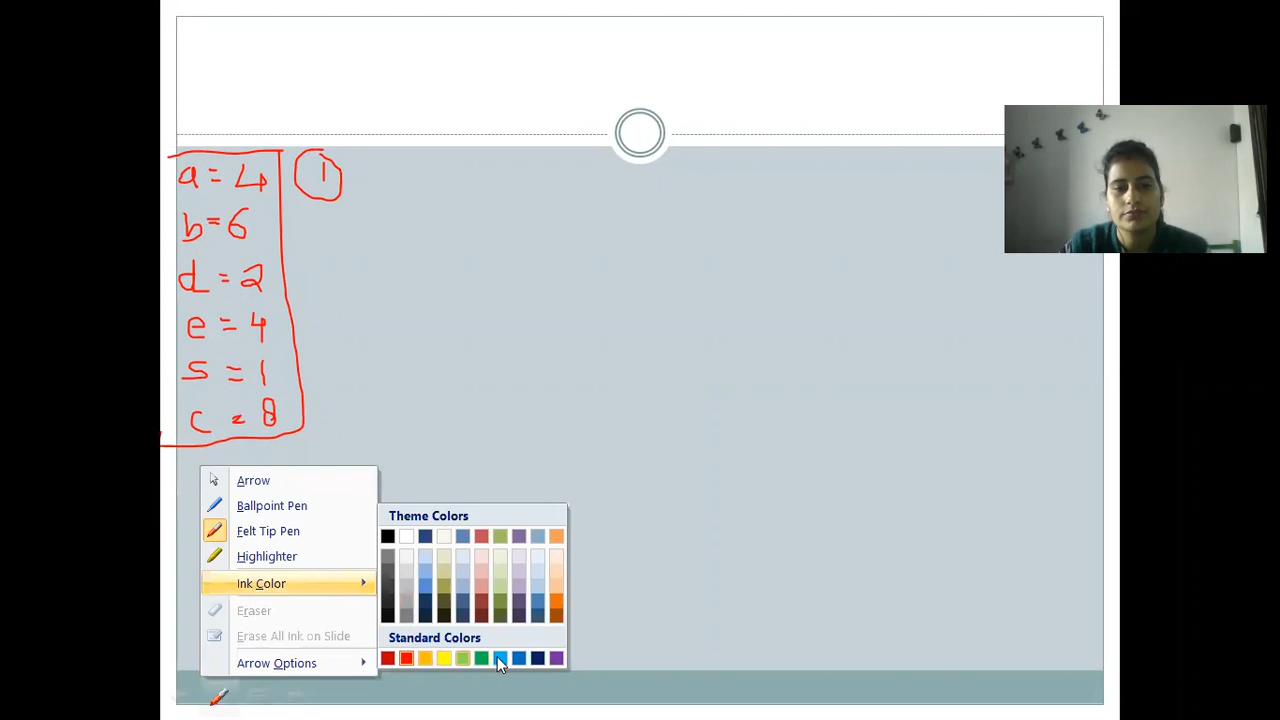 a = 4
①
b = 6
d = 2
e = 4
s = 1
c = 8
Arrow
Ballpoint Pen
Felt Tip Pen
Highlighter
Ink Color
Eraser
Erase All Ink on Slide
Arrow Options
Theme Colors
Standard Colors